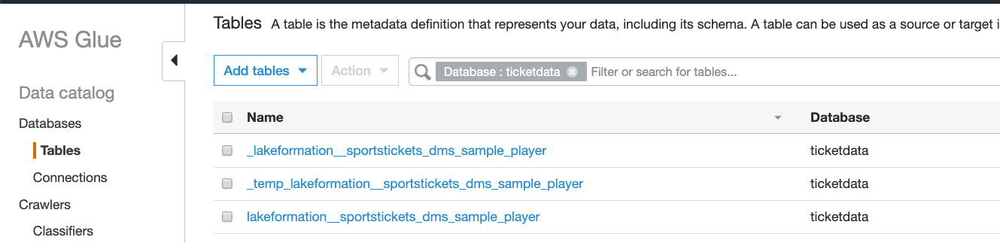 AWS Glue
Data catalog
Databases
Tables
Connections
Crawlers
Classifiers
Tables A table is the metadata definition that represents your data, including its schema. A table can be used as a source or target
Add tables Action Database : ticketdata Filter or search for tables...
Name Database
_lakeformation__sportstickets_dms_sample_player ticketdata
_temp_lakeformation__sportstickets_dms_sample_player ticketdata
lakeformation__sportstickets_dms_sample_player ticketdata